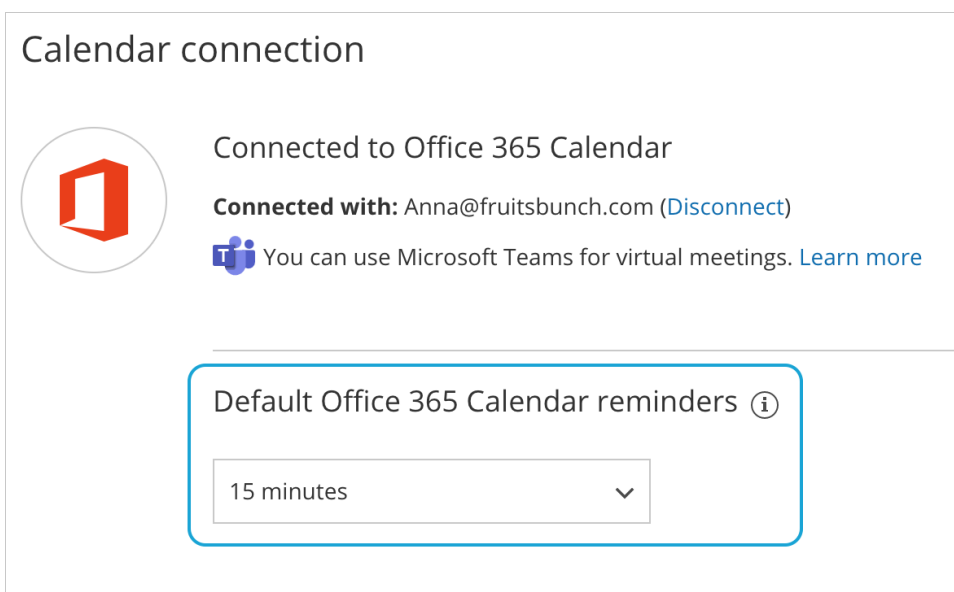 Calendar connection
Connected to Office 365 Calendar
Connected with: Anna@fruitsbunch.com (Disconnect)
T
You can use Microsoft Teams for virtual meetings. Learn more
Default Office 365 Calendar reminders i
15 minutes